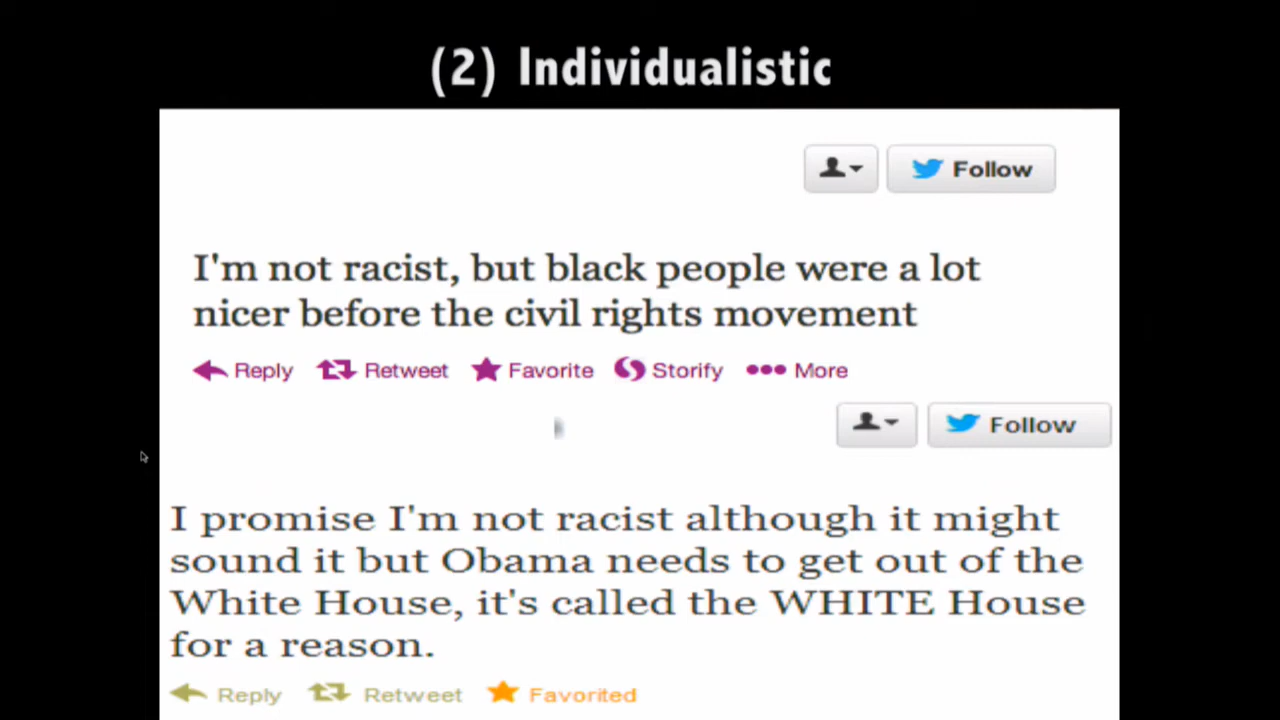 (2) Individualistic
Follow
I'm not racist, but black people were a lot
nicer before the civil rights movement
Reply Retweet Favorite Storify More
Follow
I promise I'm not racist although it might
sound it but Obama needs to get out of the
White House, it's called the WHITE House
for a reason.
Reply Retweet Favorited